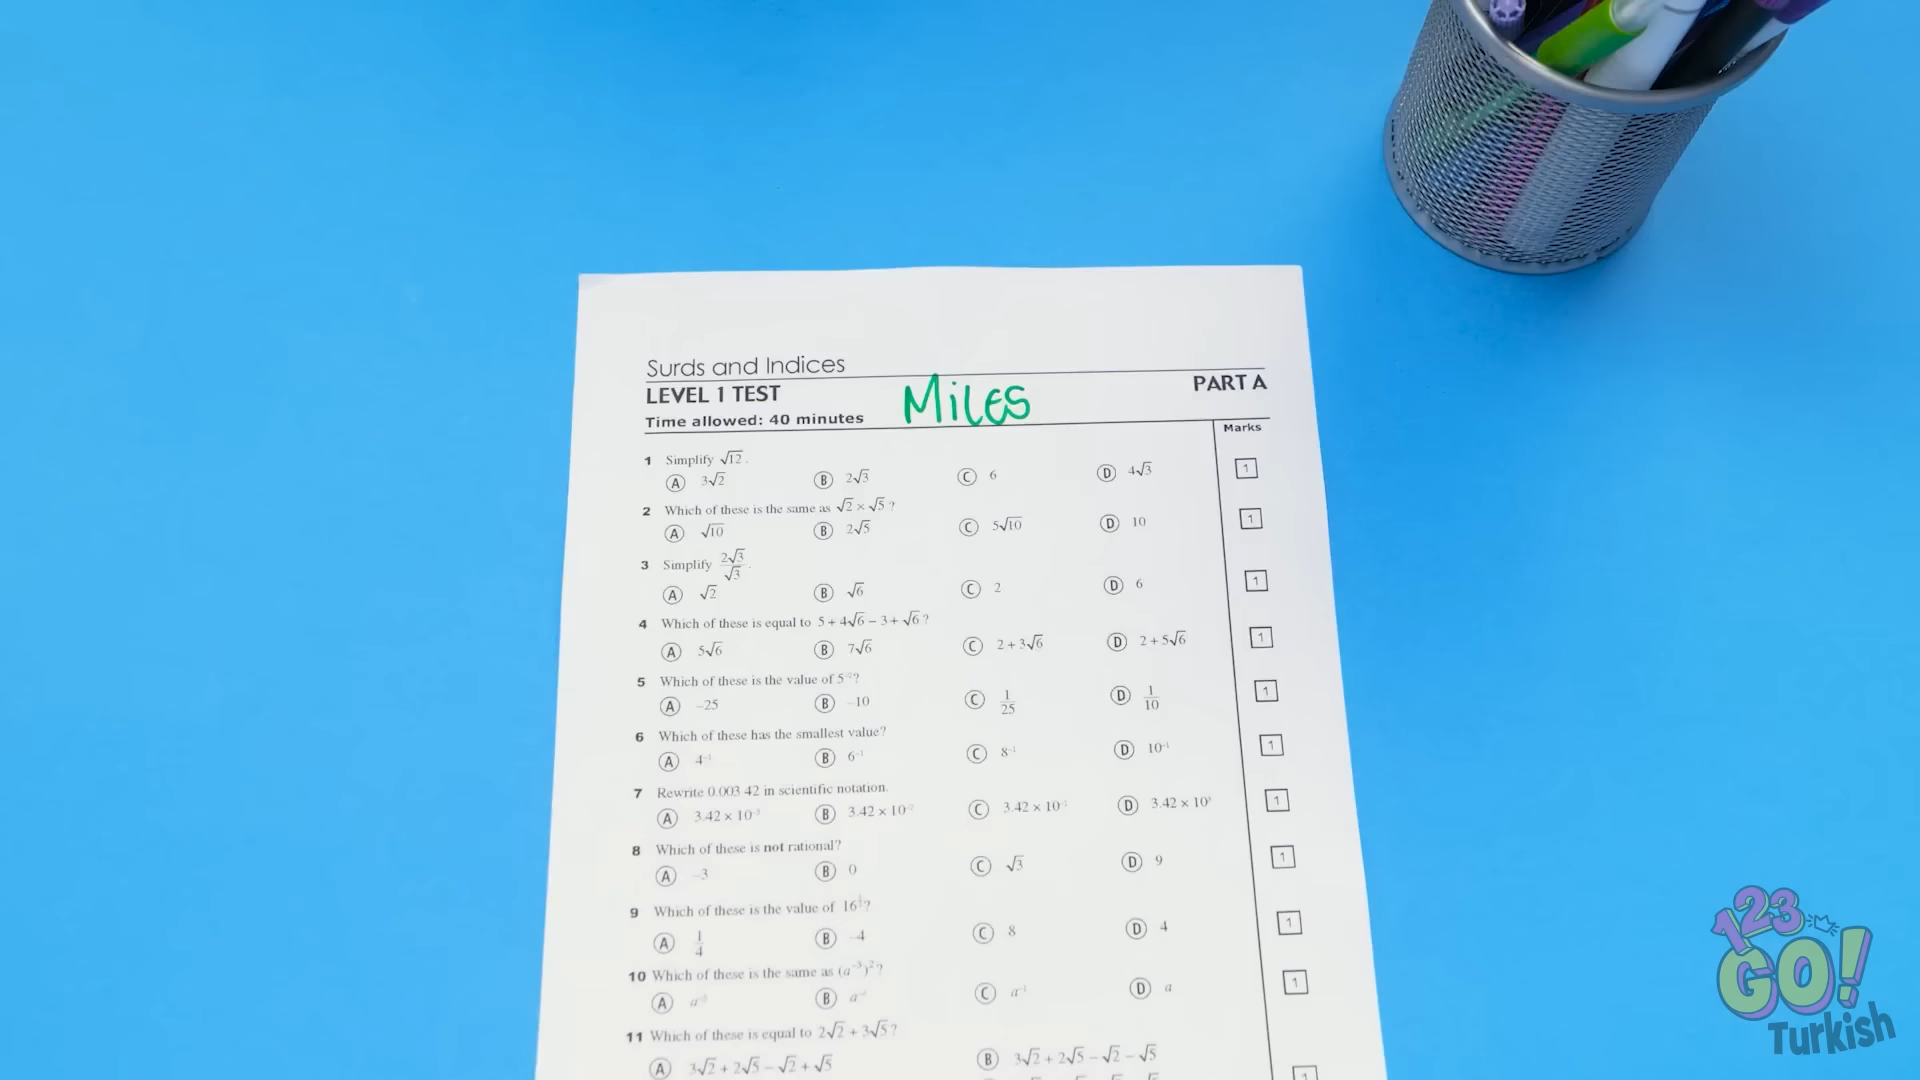 Surds and Indices
LEVEL 1 TEST
Miles
PART A
Time allowed: 40 minutes
Marks
1 Simplify √12.
A 3√2 B 2√3 C 6 D 4√3 1
2 Which of these is the same as √2 × √5 ?
A √10 B 2√5 C 5√10 D 10 1
3 Simplify 2√3/√3.
A √2 B √6 C 2 D 6 1
4 Which of these is equal to 5 + 4√6 − 3 + √6 ?
A 5√6 B 7√6 C 2 + 3√6 D 2 + 5√6 1
5 Which of these is the value of 5⁻²?
A −25 B −10 C 1/25 D 1/10 1
6 Which of these has the smallest value?
A 4⁻¹ B 6⁻¹ C 8⁻¹ D 10⁻¹ 1
7 Rewrite 0.003 42 in scientific notation.
A 3.42 × 10 B 3.42 × 10 C 3.42 × 10 D 3.42 × 10 1
8 Which of these is not rational?
A −3 B 0 C √3 D 9 1
9 Which of these is the value of 16 ?
A 1/4 B −4 C 8 D 4 1
10 Which of these is the same as (a⁻³)²?
A a B a C a D a 1
11 Which of these is equal to 2√2 + 3√5 ?
A 3√2 + 2√5 − √2 + √5 B 3√2 + 2√5 − √2 − √5
1
123
GO!
Turkish